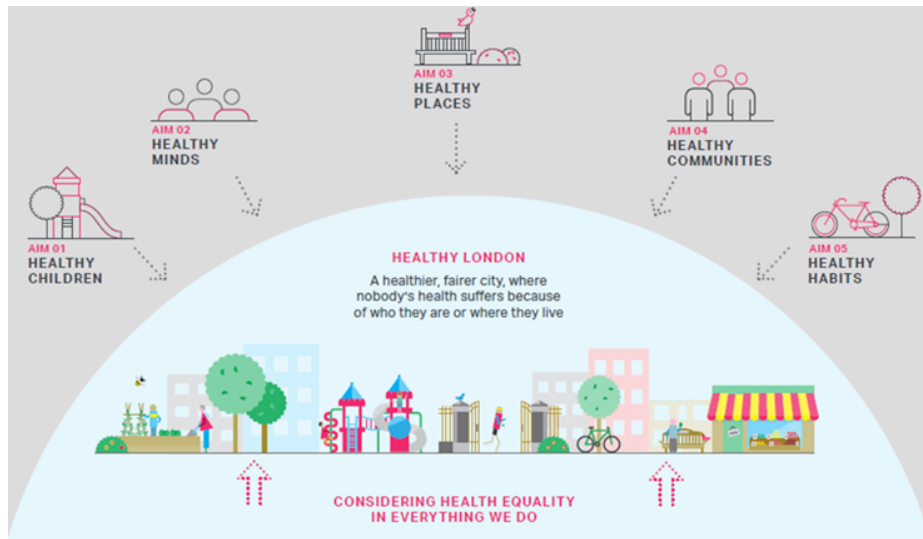 AIM 01
HEALTHY
CHILDREN
AIM 02
HEALTHY
MINDS
AIM 03
HEALTHY
PLACES
AIM 04
HEALTHY
COMMUNITIES
AIM 05
HEALTHY
HABITS
HEALTHY LONDON
A healthier, fairer city, where
nobody's health suffers because
of who they are or where they live
CONSIDERING HEALTH EQUALITY
IN EVERYTHING WE DO